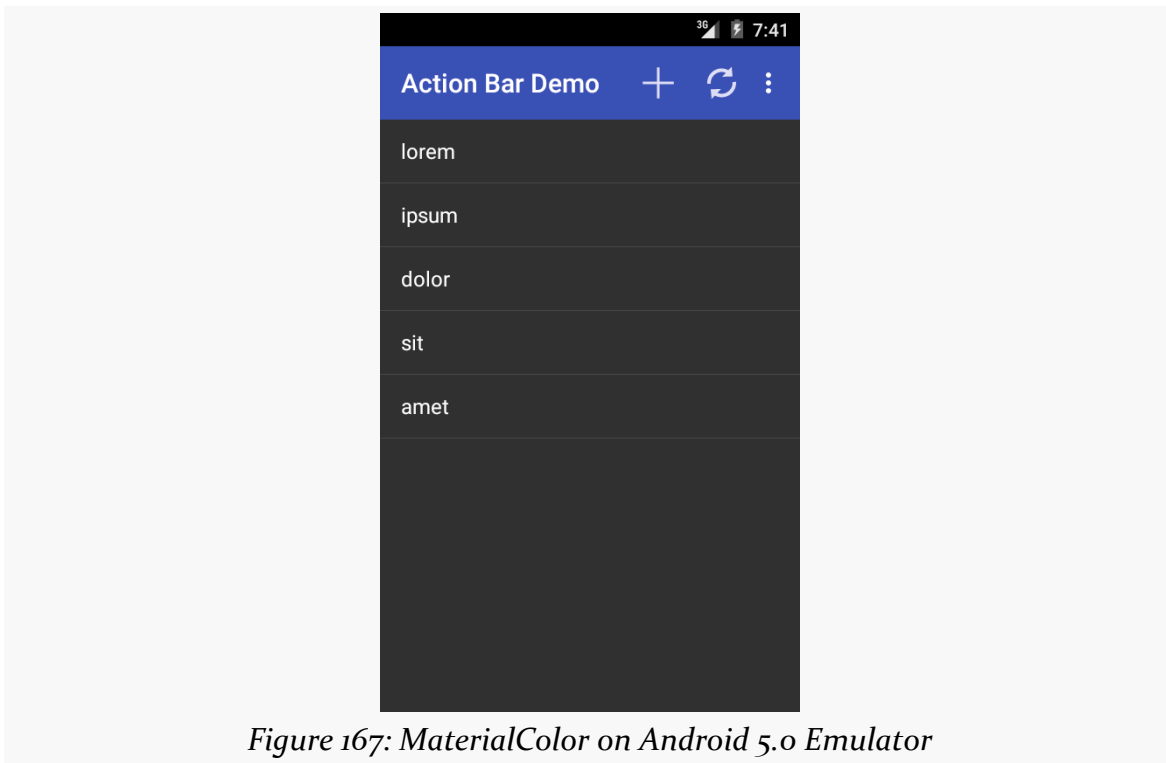 3G 7:41
Action Bar Demo
lorem
ipsum
dolor
sit
amet
Figure 167: MaterialColor on Android 5.0 Emulator